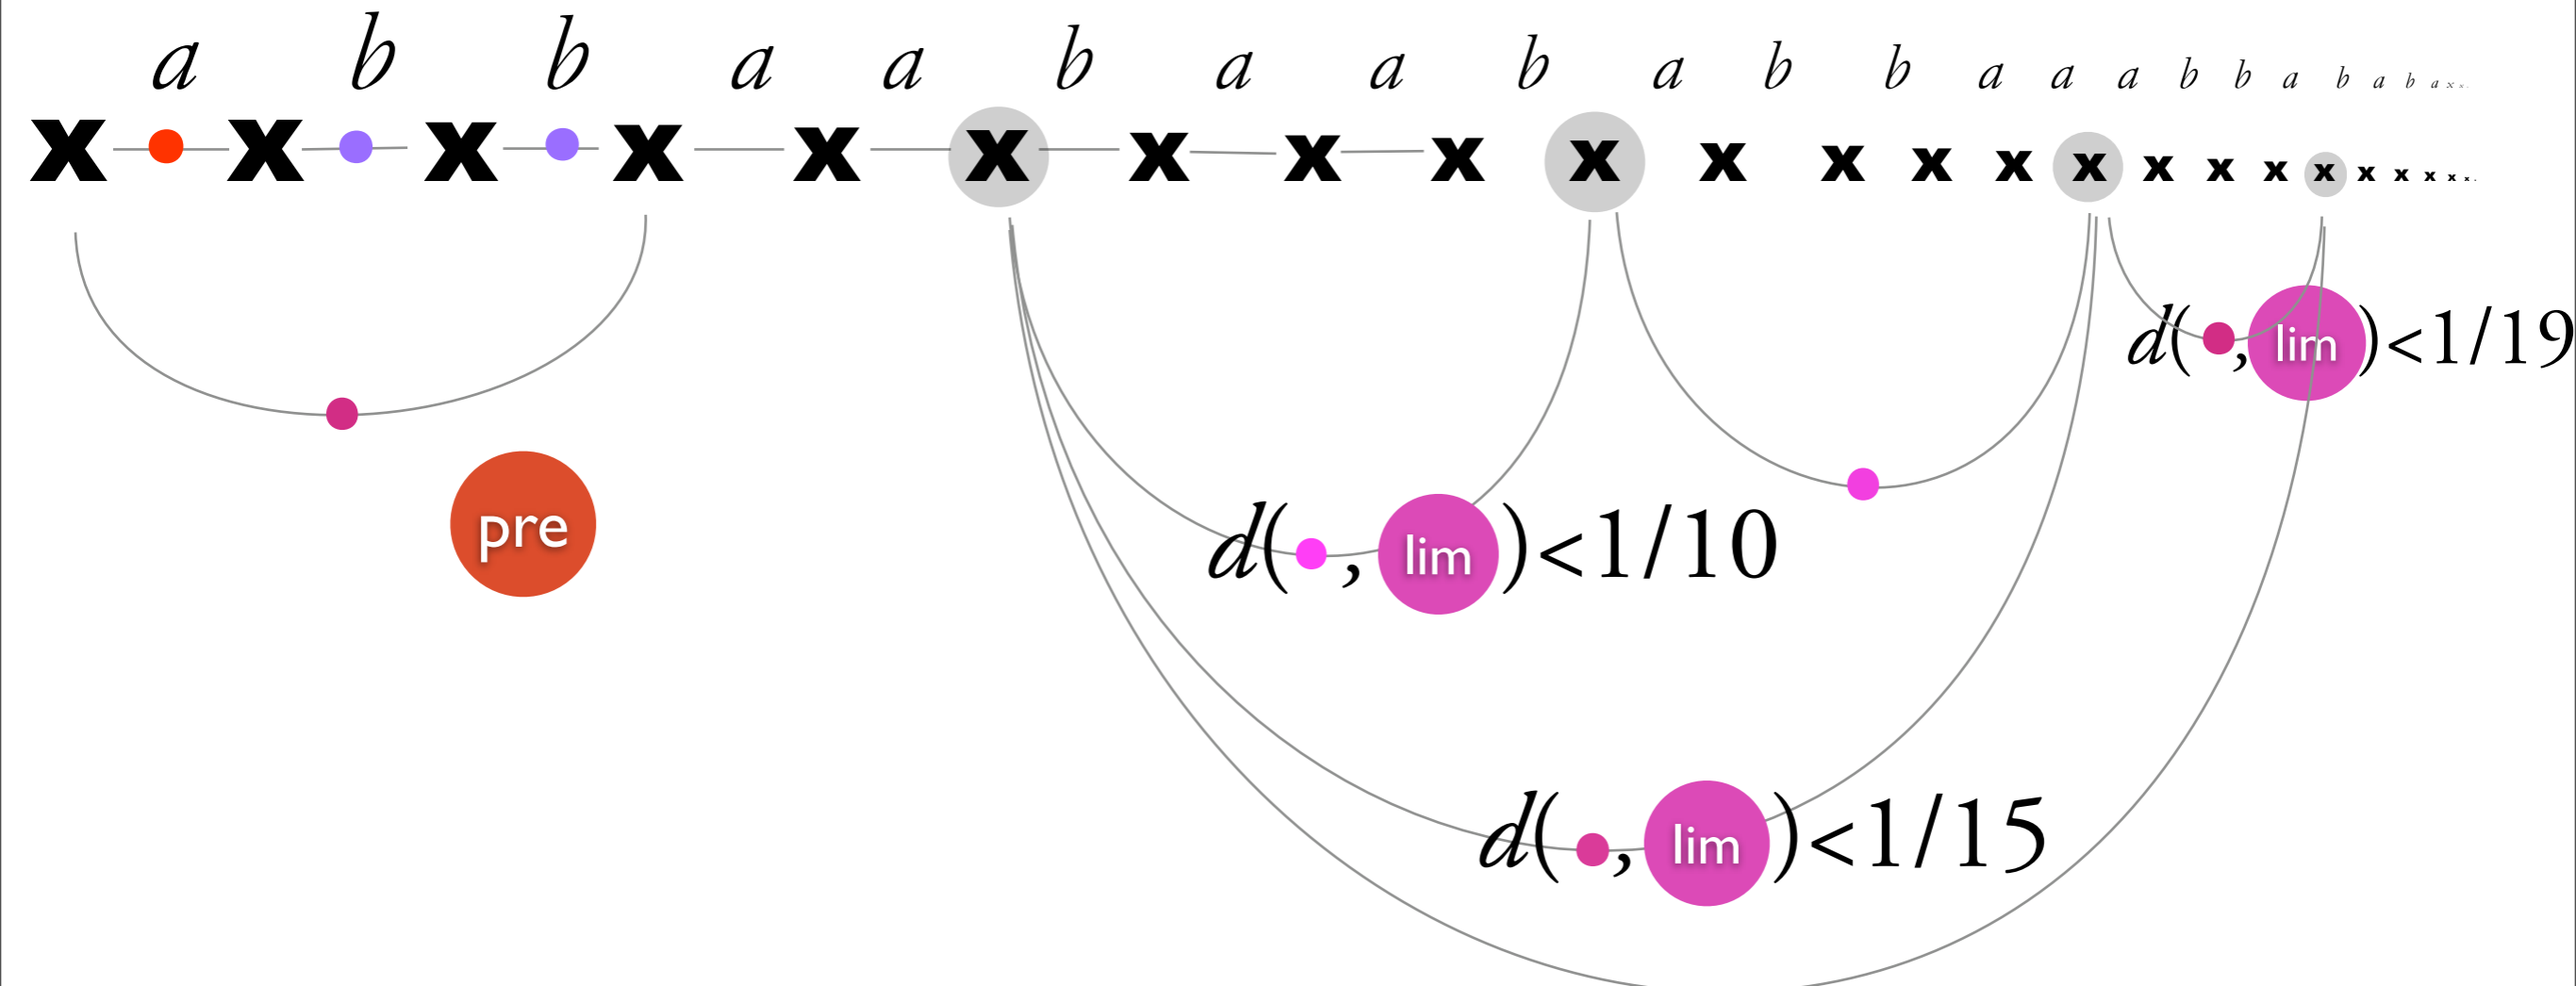 a b b a a b a a b a b b a a a b b a b a b a x x
x x x x x x x x x x x x x x x x x x x x x x x x
d( , lim )<1/19
pre
d( , lim )<1/10
d( , lim )<1/15